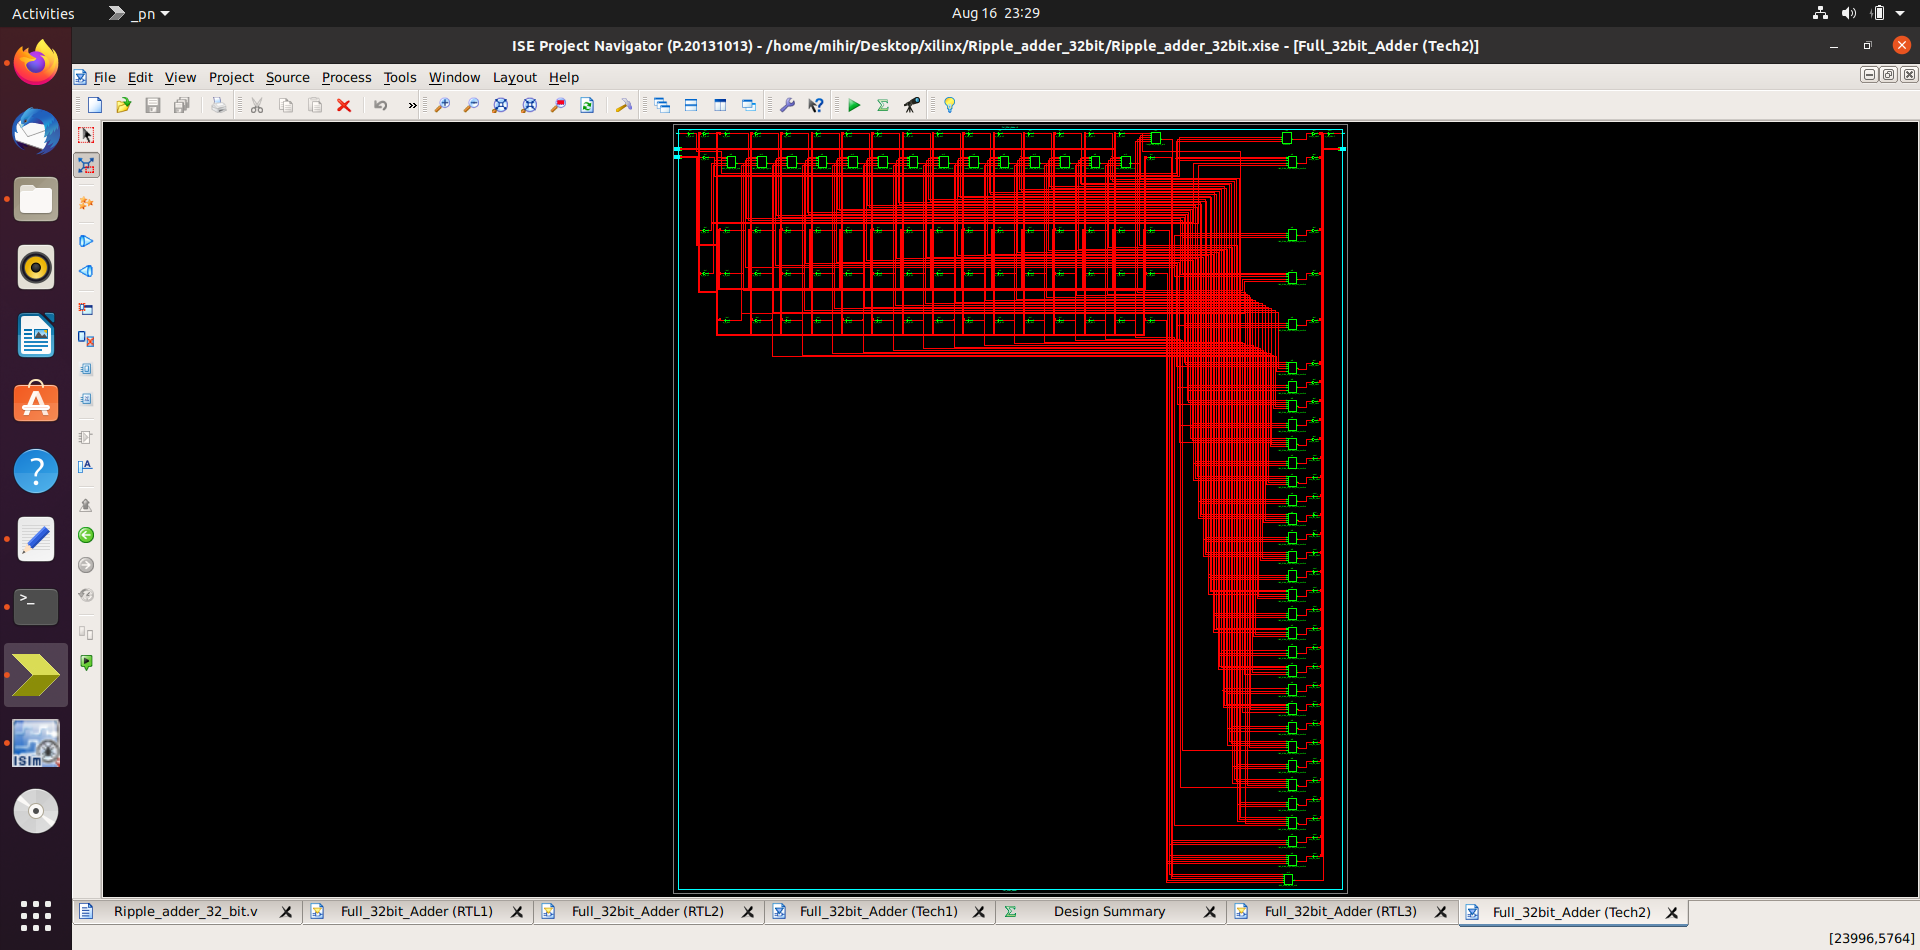 Activities
_pn
Aug 16 23:29
ISE Project Navigator (P.20131013) - /home/mihir/Desktop/xilinx/Ripple_adder_32bit/Ripple_adder_32bit.xise - [Full_32bit_Adder (Tech2)]
File Edit View Project Source Process Tools Window Layout Help
Ripple_adder_32_bit.v
Full_32bit_Adder (RTL1)
Full_32bit_Adder (RTL2)
Full_32bit_Adder (Tech1)
Design Summary
Full_32bit_Adder (RTL3)
Full_32bit_Adder (Tech2)
[23996,5764]
ISim